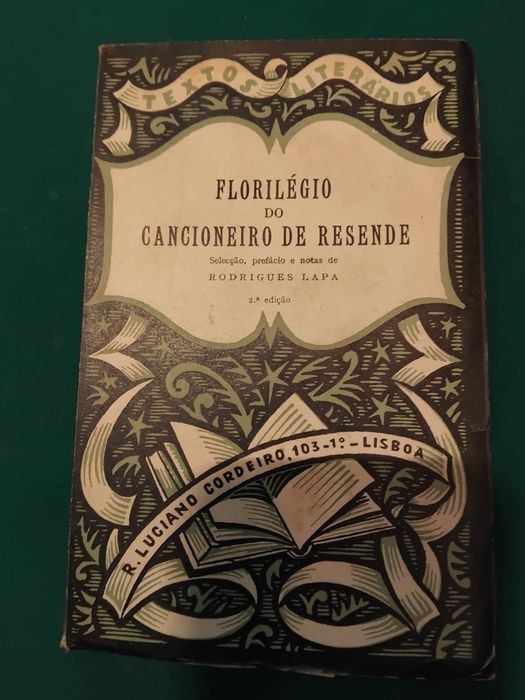 TEXTOS LITERÁRIOS
FLORILÉGIO
DO
CANCIONEIRO DE RESENDE
Selecção, prefácio e notas de
RODRIGUES LAPA
2.ª edição
R. LUCIANO CORDEIRO, 103-1º. - LISBOA